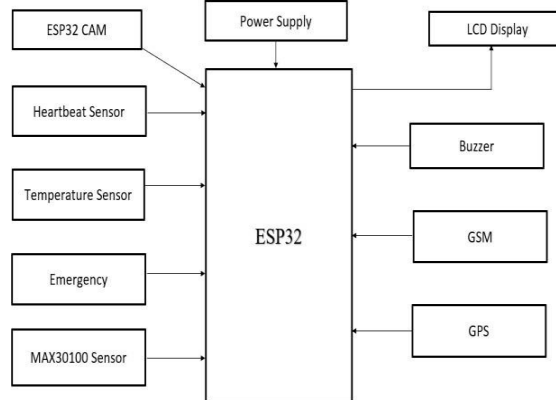 ESP32 CAM
Power Supply
LCD Display
Heartbeat Sensor
Buzzer
Temperature Sensor
ESP32
GSM
Emergency
GPS
MAX30100 Sensor